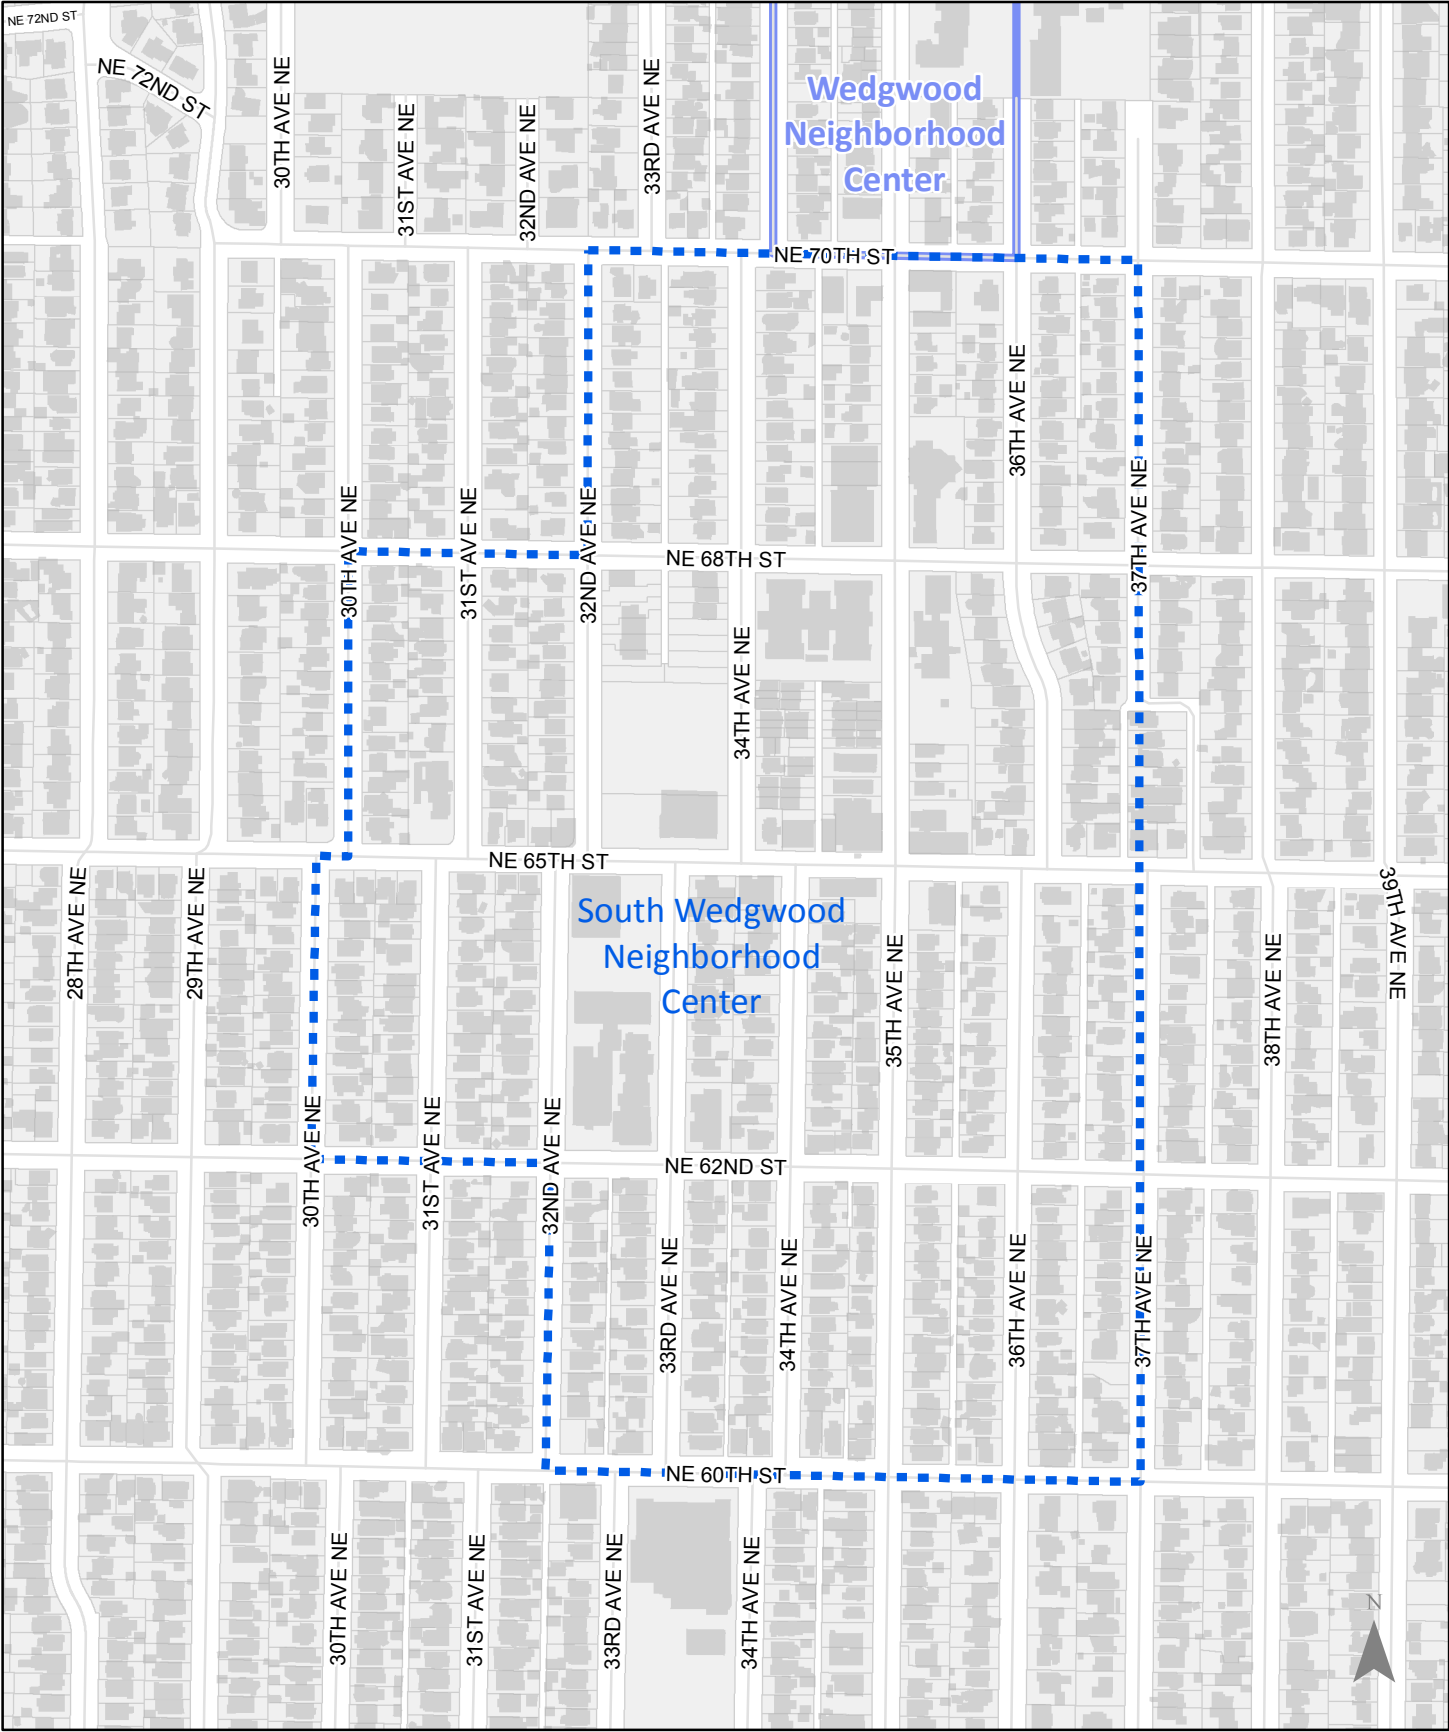 NE 72ND ST
NE 72ND ST
30TH AVE NE
31ST AVE NE
32ND AVE NE
33RD AVE NE
Wedgwood
Neighborhood
Center
NE 70TH ST
36TH AVE NE
37TH AVE NE
30TH AVE NE
31ST AVE NE
32ND AVE NE
NE 68TH ST
34TH AVE NE
NE 65TH ST
28TH AVE NE
29TH AVE NE
South Wedgwood
Neighborhood
Center
35TH AVE NE
38TH AVE NE
39TH AVE NE
30TH AVE NE
31ST AVE NE
32ND AVE NE
NE 62ND ST
33RD AVE NE
34TH AVE NE
36TH AVE NE
37TH AVE NE
NE 60TH ST
30TH AVE NE
31ST AVE NE
33RD AVE NE
34TH AVE NE
N